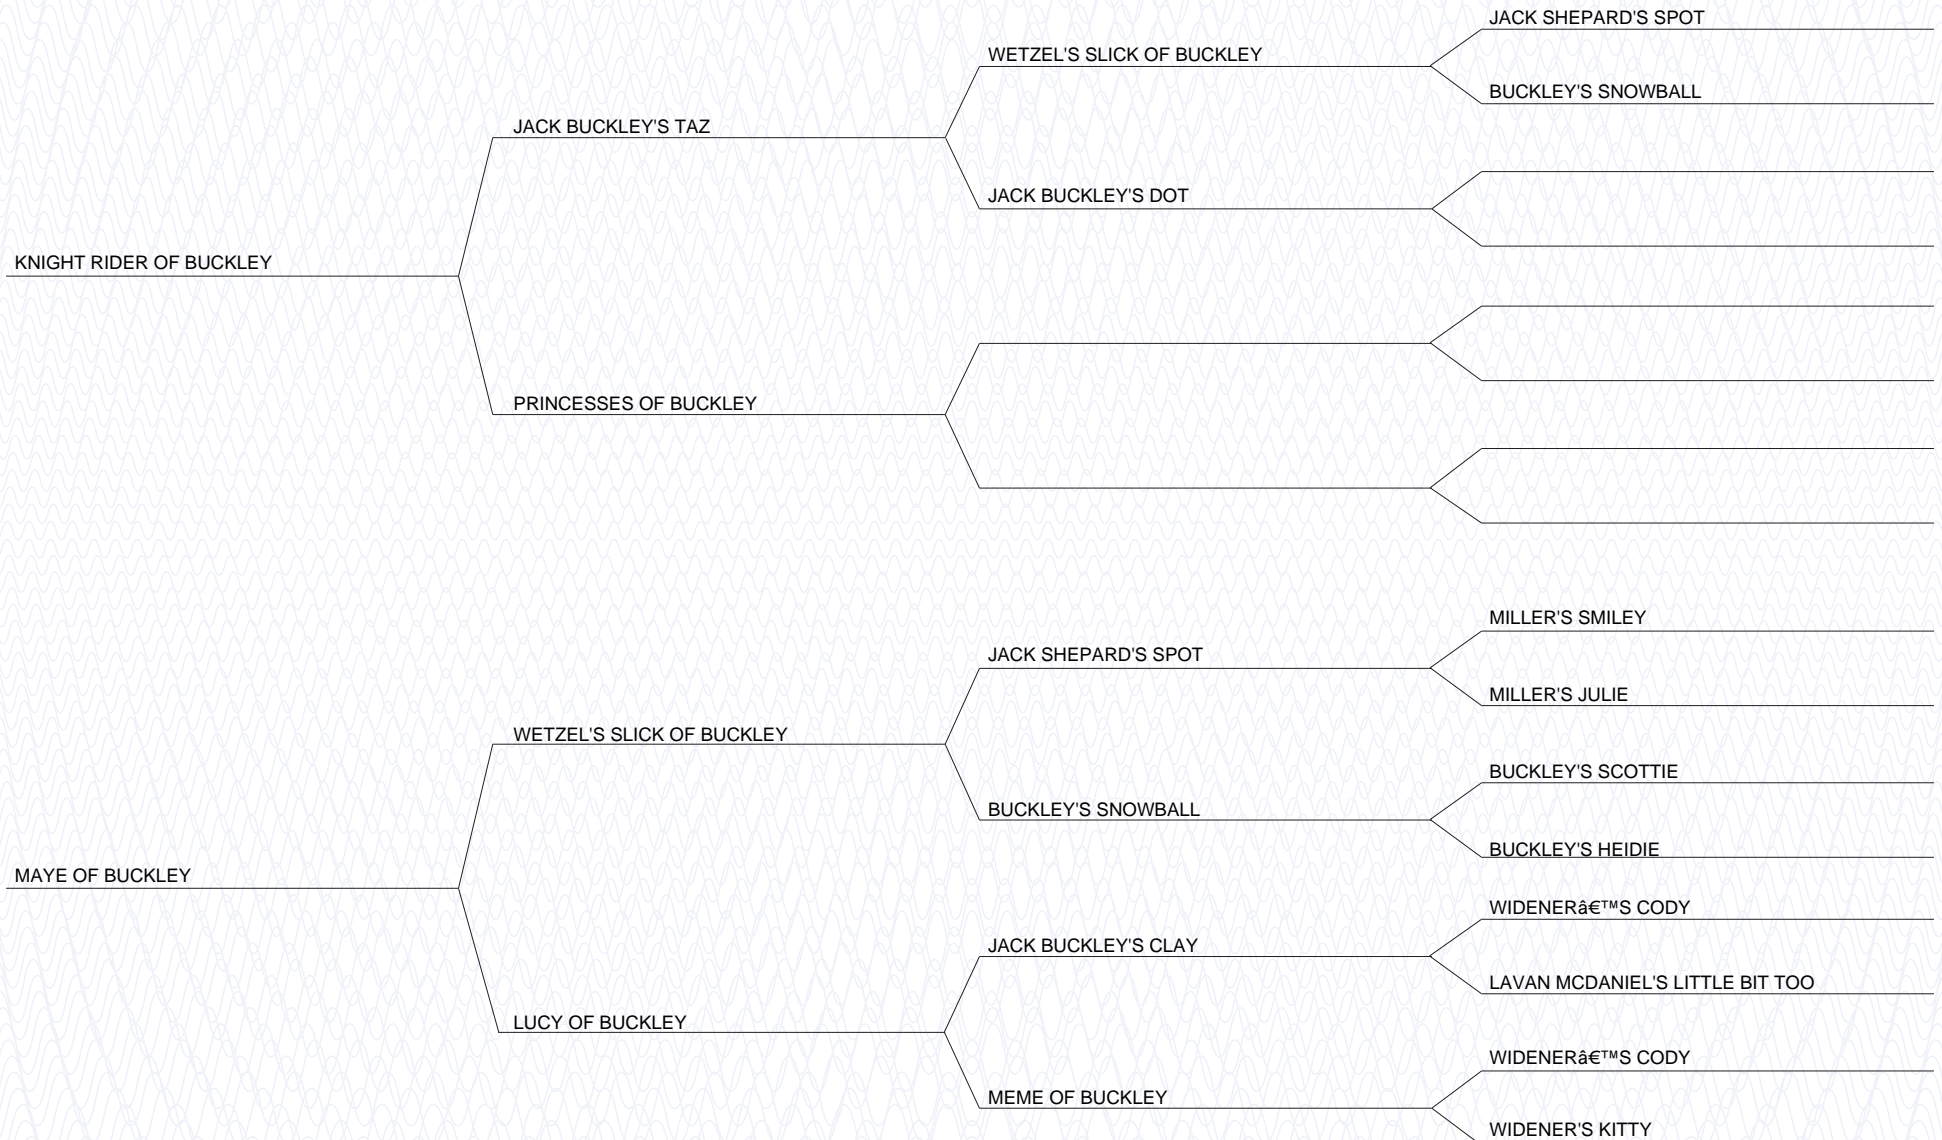 JACK SHEPARD'S SPOT
WETZEL'S SLICK OF BUCKLEY
BUCKLEY'S SNOWBALL
JACK BUCKLEY'S TAZ
JACK BUCKLEY'S DOT
KNIGHT RIDER OF BUCKLEY
PRINCESSES OF BUCKLEY
MILLER'S SMILEY
JACK SHEPARD'S SPOT
MILLER'S JULIE
WETZEL'S SLICK OF BUCKLEY
BUCKLEY'S SCOTTIE
BUCKLEY'S SNOWBALL
BUCKLEY'S HEIDIE
MAYE OF BUCKLEY
WIDENERâ€™S CODY
JACK BUCKLEY'S CLAY
LAVAN MCDANIEL'S LITTLE BIT TOO
LUCY OF BUCKLEY
WIDENERâ€™S CODY
MEME OF BUCKLEY
WIDENER'S KITTY